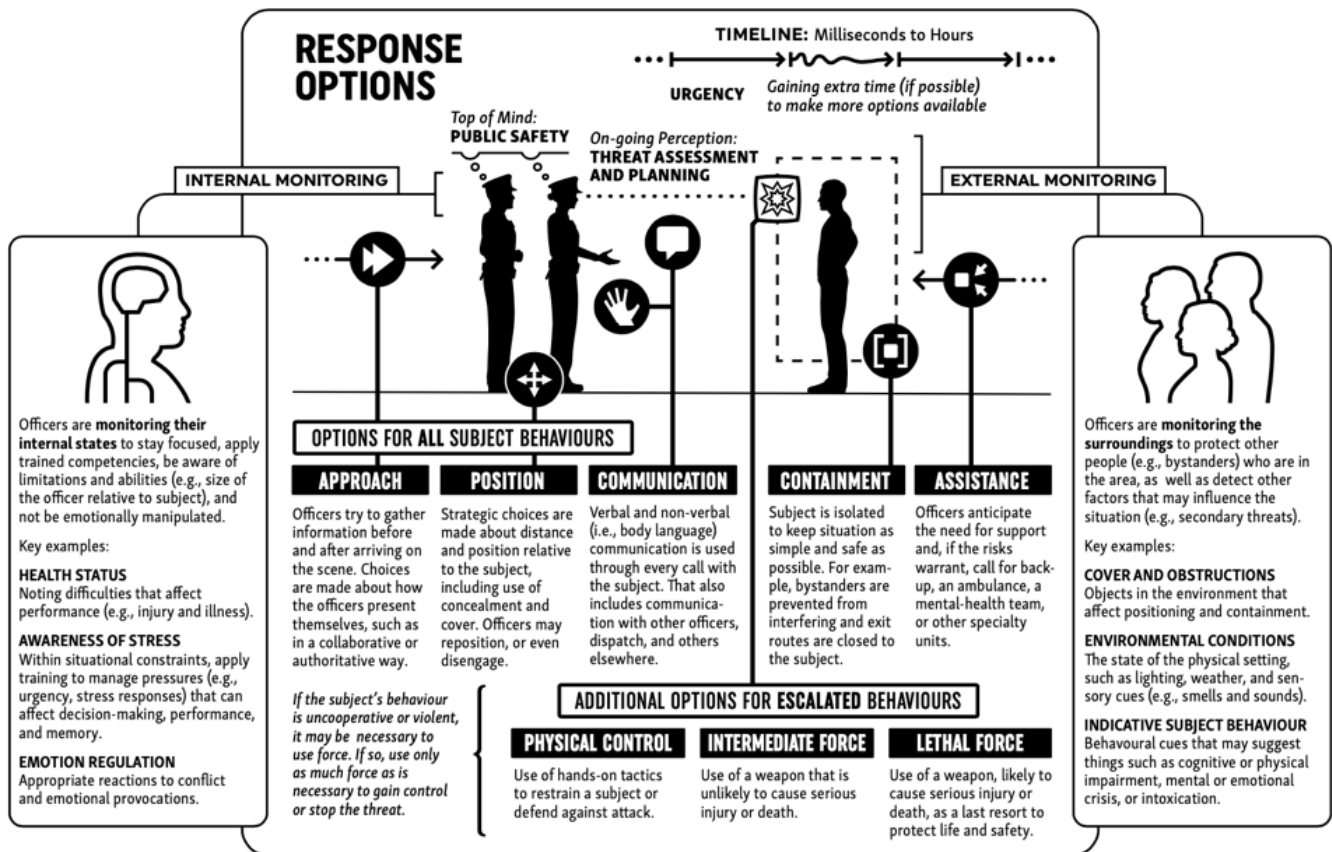 RESPONSE
OPTIONS
TIMELINE: Milliseconds to Hours
URGENCY
Gaining extra time (if possible)
to make more options available
Top of Mind:
PUBLIC SAFETY
On-going Perception:
THREAT ASSESSMENT
AND PLANNING
INTERNAL MONITORING
EXTERNAL MONITORING
Officers are monitoring their
internal states to stay focused, apply
trained competencies, be aware of
limitations and abilities (e.g., size of
the officer relative to subject), and
not be emotionally manipulated.
Key examples:
HEALTH STATUS
Noting difficulties that affect
performance (e.g., injury and illness).
AWARENESS OF STRESS
Within situational constraints, apply
training to manage pressures (e.g.,
urgency, stress responses) that can
affect decision-making, performance,
and memory.
EMOTION REGULATION
Appropriate reactions to conflict
and emotional provocations.
OPTIONS FOR ALL SUBJECT BEHAVIOURS
APPROACH
Officers try to gather
information before
and after arriving on
the scene. Choices
are made about how
the officers present
themselves, such as
in a collaborative or
authoritative way.
POSITION
Strategic choices are
made about distance
and position relative
to the subject,
including use of
concealment and
cover. Officers may
reposition, or even
disengage.
COMMUNICATION
Verbal and non-verbal
(i.e., body language)
communication is used
through every call with
the subject. That also
includes communica-
tion with other officers,
dispatch, and others
elsewhere.
CONTAINMENT
Subject is isolated
to keep situation as
simple and safe as
possible. For exam-
ple, bystanders are
prevented from
interfering and exit
routes are closed to
the subject.
ASSISTANCE
Officers anticipate
the need for support
and, if the risks
warrant, call for back-
up, an ambulance, a
mental-health team,
or other specialty
units.
If the subject's behaviour
is uncooperative or violent,
it may be necessary to
use force. If so, use only
as much force as is
necessary to gain control
or stop the threat.
ADDITIONAL OPTIONS FOR ESCALATED BEHAVIOURS
PHYSICAL CONTROL
Use of hands-on tactics
to restrain a subject or
defend against attack.
INTERMEDIATE FORCE
Use of a weapon that is
unlikely to cause serious
injury or death.
LETHAL FORCE
Use of a weapon, likely to
cause serious injury or
death, as a last resort to
protect life and safety.
Officers are monitoring the
surroundings to protect other
people (e.g., bystanders) who are in
the area, as well as detect other
factors that may influence the
situation (e.g., secondary threats).
Key examples:
COVER AND OBSTRUCTIONS
Objects in the environment that
affect positioning and containment.
ENVIRONMENTAL CONDITIONS
The state of the physical setting,
such as lighting, weather, and sen-
sory cues (e.g., smells and sounds).
INDICATIVE SUBJECT BEHAVIOUR
Behavoural cues that may suggest
things such as cognitive or physical
impairment, mental or emotional
crisis, or intoxication.